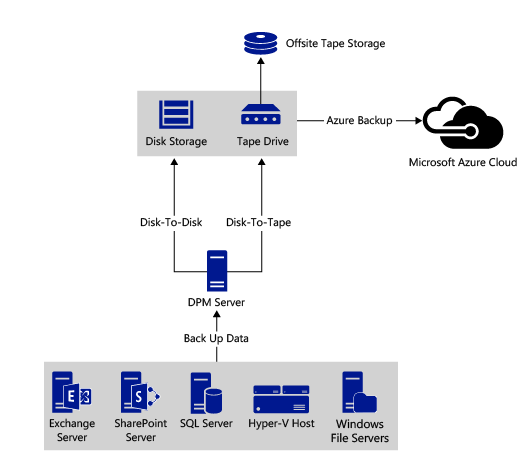 Offsite Tape Storage
Disk Storage
Tape Drive
Azure Backup
Microsoft Azure Cloud
Disk-To-Disk
Disk-To-Tape
DPM Server
Back Up Data
E
S
Exchange
Server
SharePoint
Server
SQL Server
Hyper-V Host
Windows
File Servers